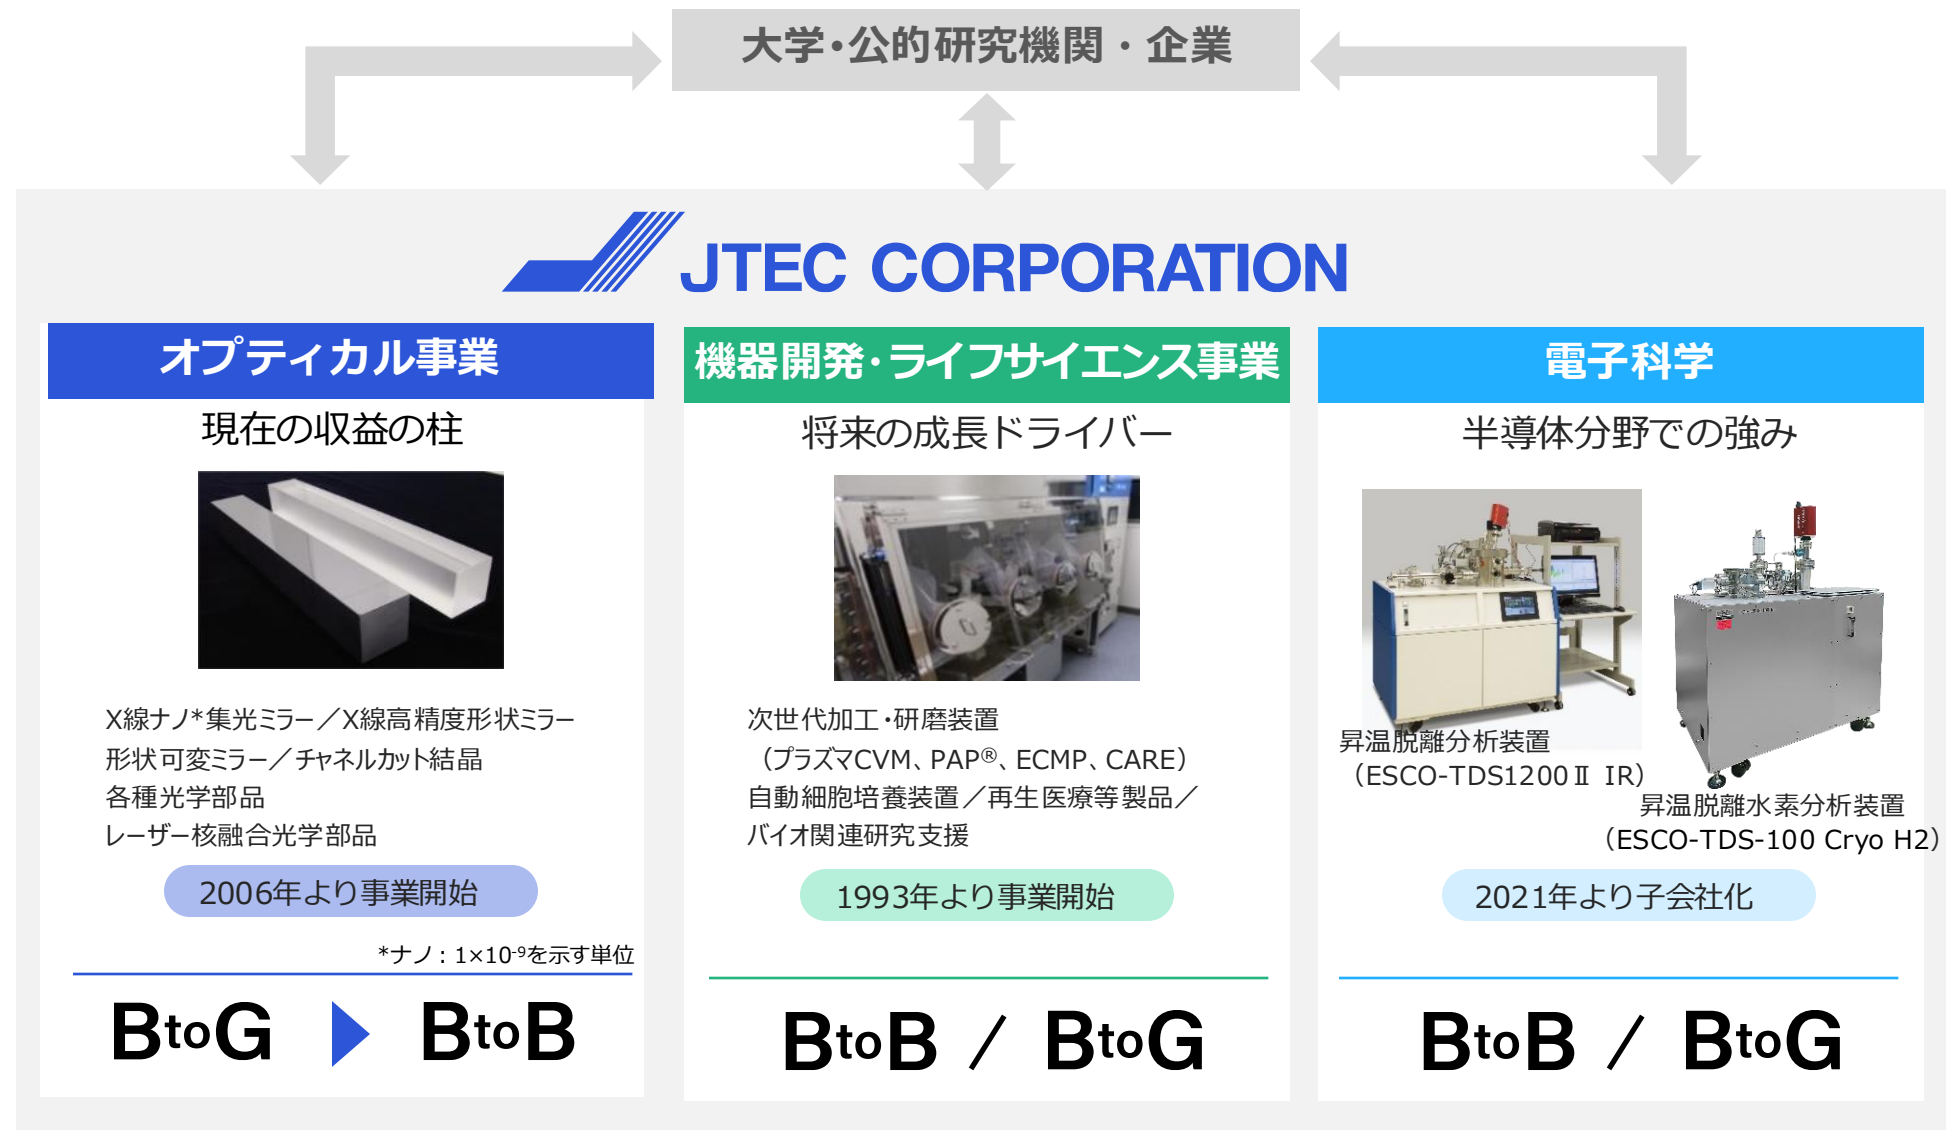 大学・公的研究機関・企業
JTEC CORPORATION
オプティカル事業
現在の収益の柱
X線ナノ*集光ミラー／X線高精度形状ミラー
形状可変ミラー／チャネルカット結晶
各種光学部品
レーザー核融合光学部品
2006年より事業開始
*ナノ：1×10⁻⁹を示す単位
BtoG ▶ BtoB
機器開発・ライフサイエンス事業
将来の成長ドライバー
次世代加工・研磨装置
（プラズマCVM、PAP®、ECMP、CARE）
自動細胞培養装置／再生医療等製品／
バイオ関連研究支援
1993年より事業開始
BtoB / BtoG
電子科学
半導体分野での強み
昇温脱離分析装置
（ESCO-TDS1200Ⅱ IR）
昇温脱離水素分析装置
（ESCO-TDS-100 Cryo H2）
2021年より子会社化
BtoB / BtoG